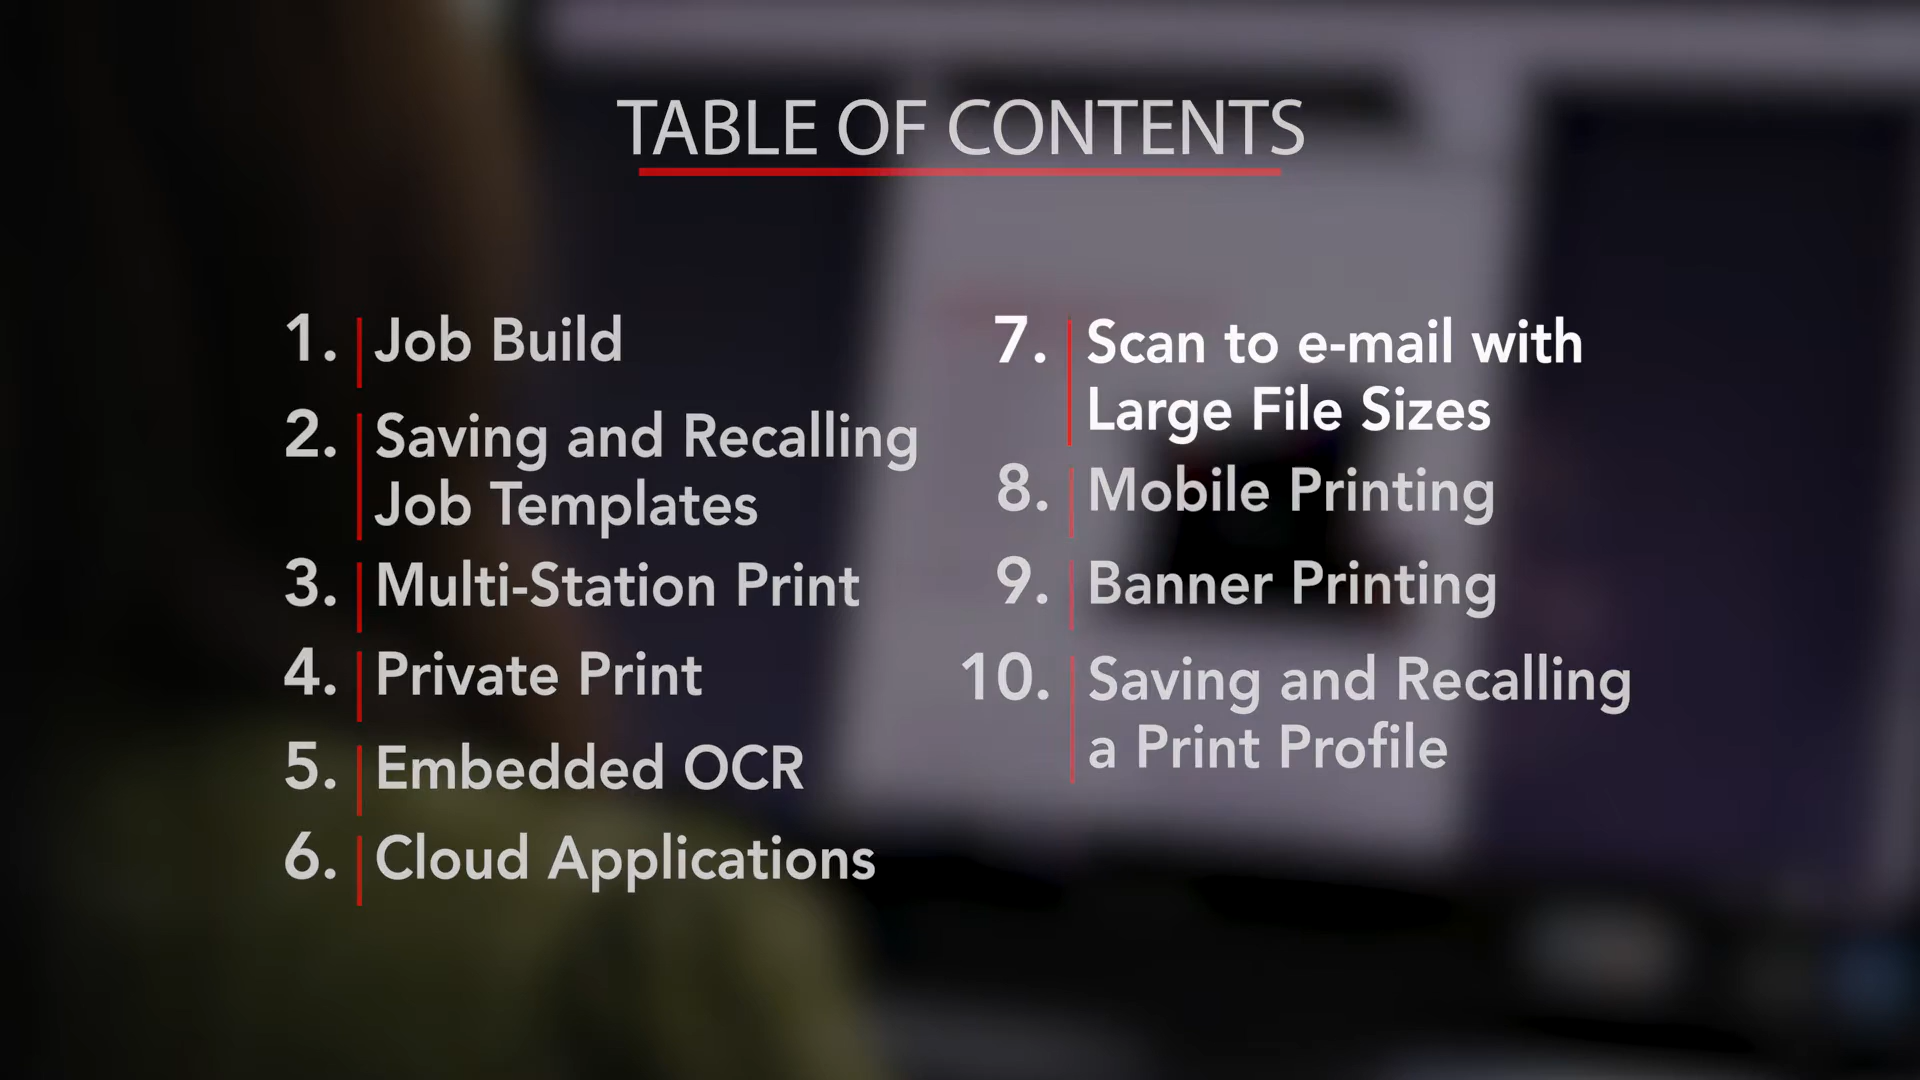 TABLE OF CONTENTS
1. Job Build
2. Saving and Recalling
Job Templates
3. Multi-Station Print
4. Private Print
5. Embedded OCR
6. Cloud Applications
7. Scan to e-mail with
Large File Sizes
8. Mobile Printing
9. Banner Printing
10. Saving and Recalling
a Print Profile